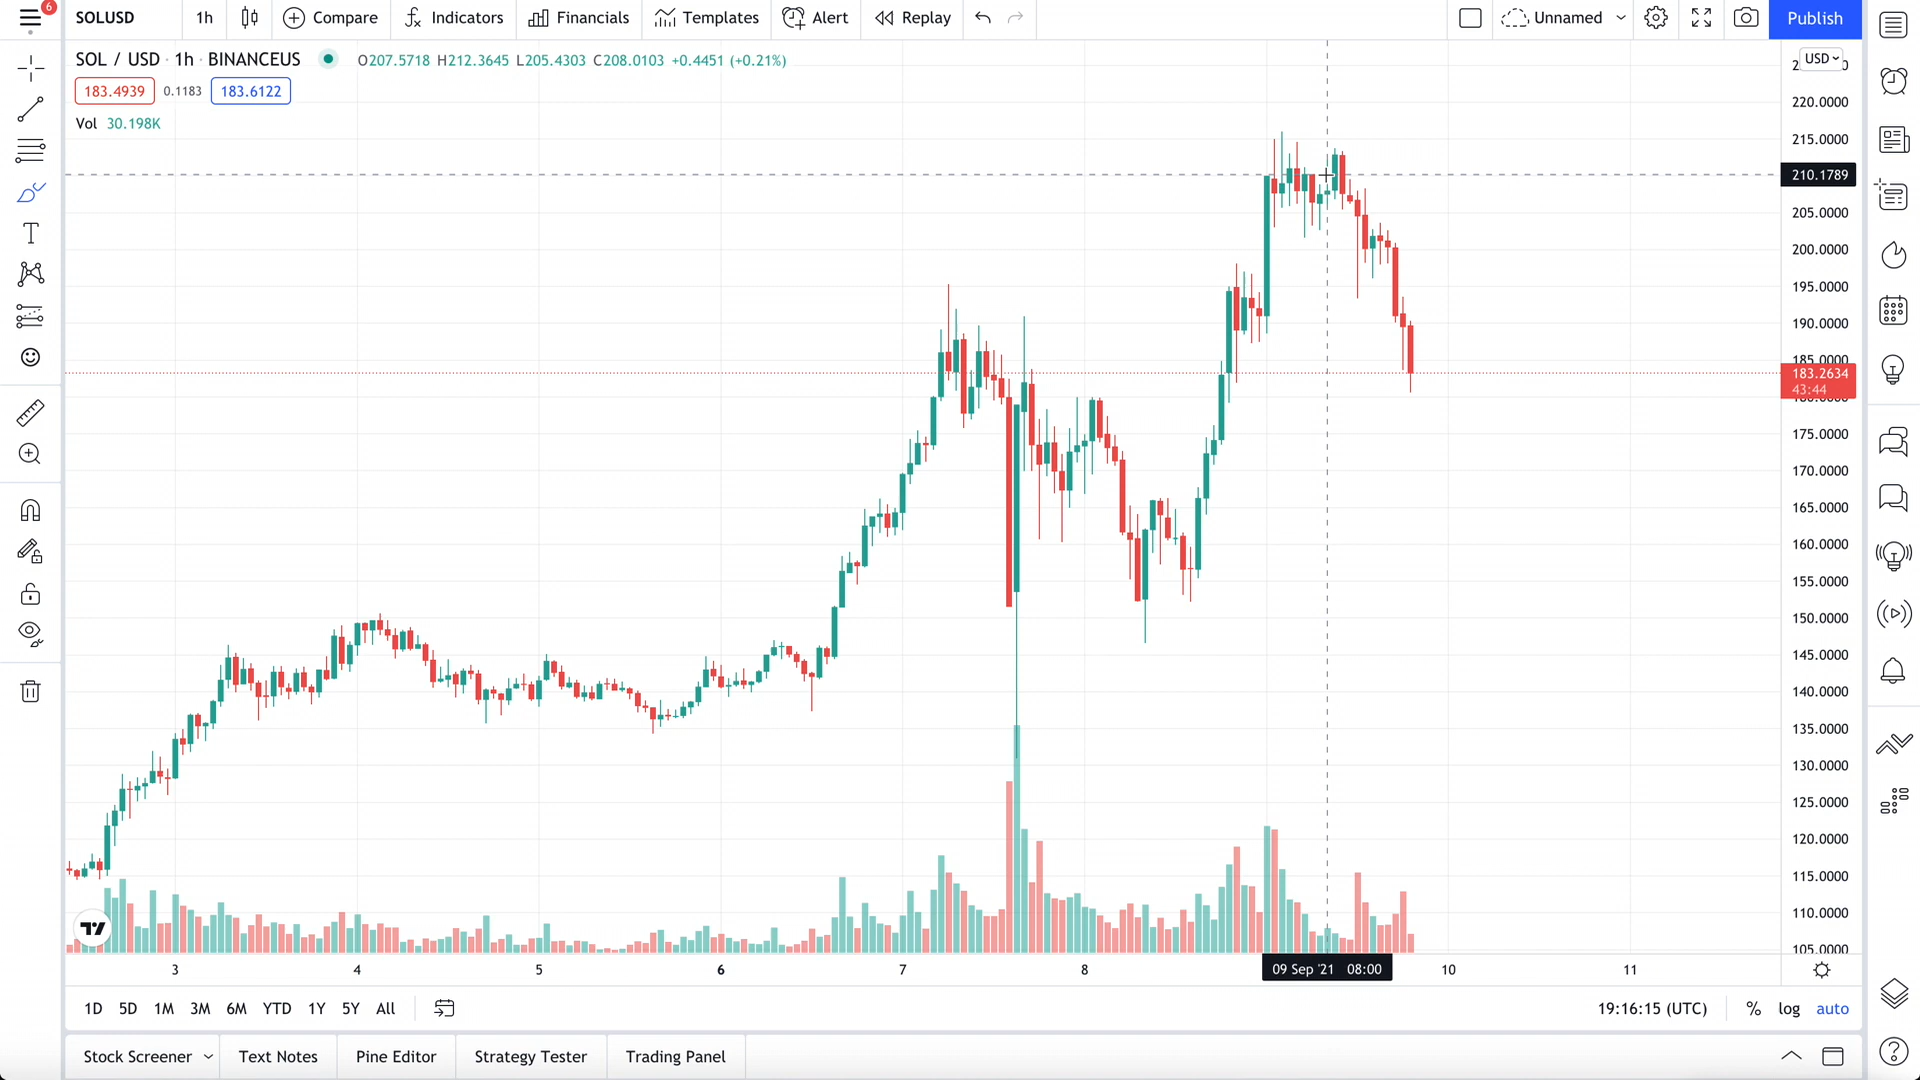 6
SOLUSD
1h
Compare
Indicators
Financials
Templates
Alert
Replay
Unnamed
Publish
SOL / USD · 1h · BINANCEUS
O207.5718 H212.3645 L205.4303 C208.0103 +0.4451 (+0.21%)
183.4939
0.1183
183.6122
Vol 30.198K
USD
220.0000
215.0000
210.1789
205.0000
200.0000
195.0000
190.0000
185.0000
183.2634
43:44
180.0000
175.0000
170.0000
165.0000
160.0000
155.0000
150.0000
145.0000
140.0000
135.0000
130.0000
125.0000
120.0000
115.0000
110.0000
105.0000
3
4
5
6
7
8
09 Sep '21 08:00
10
11
1D
5D
1M
3M
6M
YTD
1Y
5Y
All
19:16:15 (UTC)
%
log
auto
Stock Screener
Text Notes
Pine Editor
Strategy Tester
Trading Panel